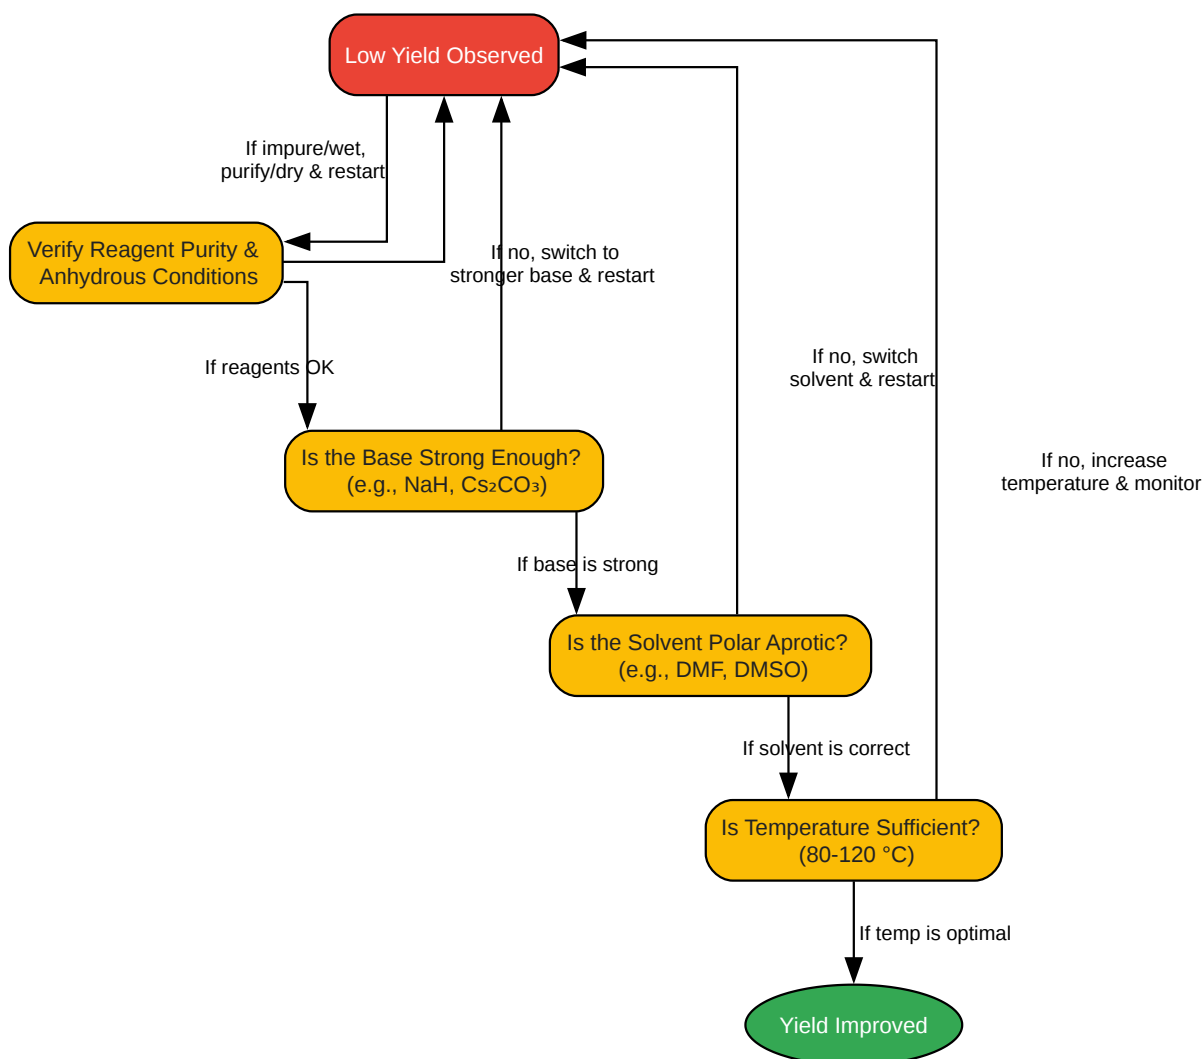 Low Yield Observed
If impure/wet,
purify/dry & restart
Verify Reagent Purity &
Anhydrous Conditions
If no, switch to
stronger base & restart
If reagents OK
If no, switch
solvent & restart
Is the Base Strong Enough?
(e.g., NaH, Cs₂CO₃)
If no, increase
temperature & monitor
If base is strong
Is the Solvent Polar Aprotic?
(e.g., DMF, DMSO)
If solvent is correct
Is Temperature Sufficient?
(80-120 °C)
If temp is optimal
Yield Improved